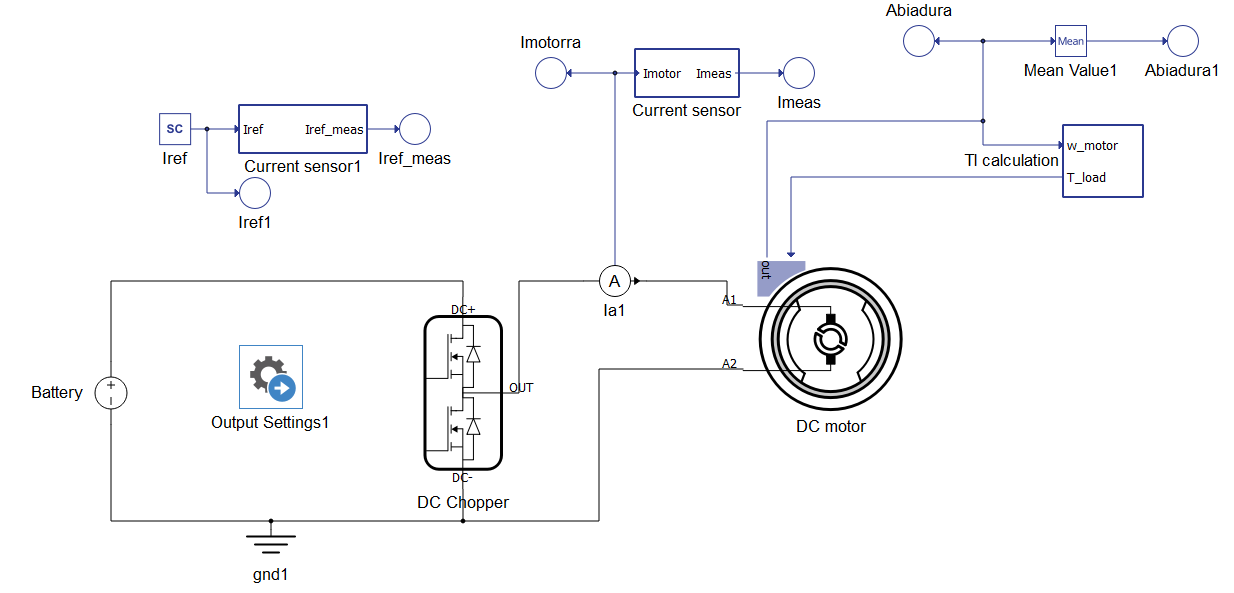 Abiadura
Imotorra
Imotor
Imeas
Current sensor
Imeas
Mean
Mean Value1
Abiadura1
SC
Iref
Iref
Iref_meas
Current sensor1
Iref_meas
Iref1
w_motor
T_load
Tl calculation
out
A
Ia1
A1
A2
DC motor
DC+
OUT
DC-
DC Chopper
Battery
+
Output Settings1
gnd1